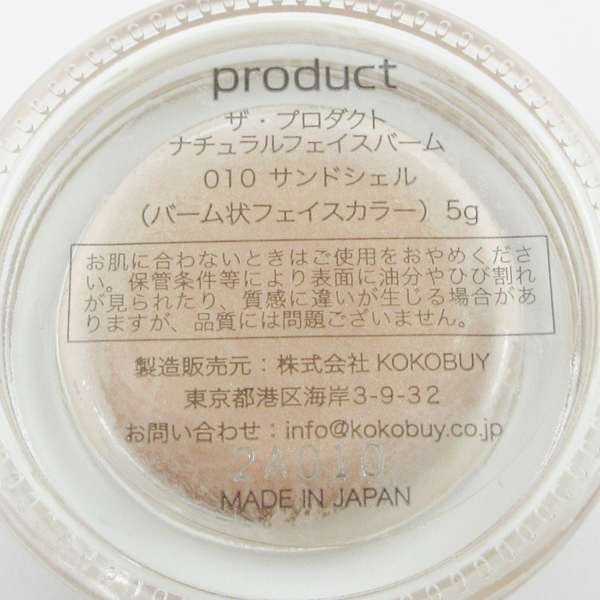 product
ザ・プロダクト
ナチュラルフェイスバーム
010 サンドシェル
(バーム状フェイスカラー) 5g
お肌に合わないときはご使用をおやめくださ
い。保管条件等により表面に油分やひび割れ
が見られたり、質感に違いが生じる場合があ
りますが、品質には問題ございません。
製造販売元：株式会社 KOKOBUY
東京都港区海岸3-9-32
お問い合わせ：info@kokobuy.co.jp
2A010
MADE IN JAPAN